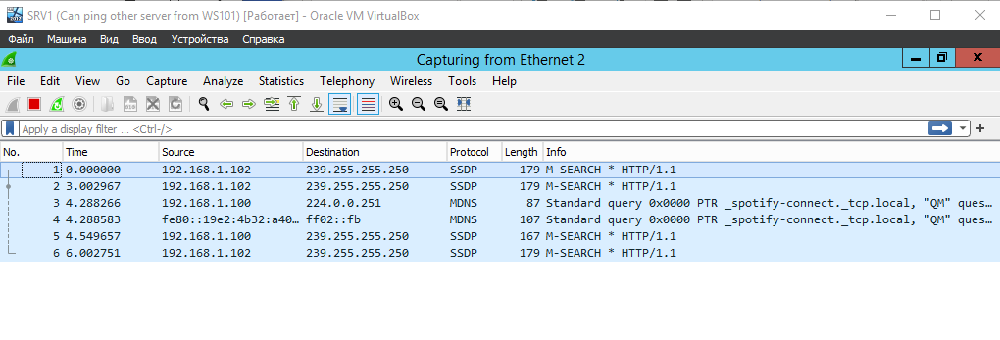 SRV1 (Can ping other server from WS101) [Работает] - Oracle VM VirtualBox
Файл Машина Вид Ввод Устройства Справка
Capturing from Ethernet 2
File Edit View Go Capture Analyze Statistics Telephony Wireless Tools Help
Apply a display filter ... <Ctrl-/>
No. Time Source Destination Protocol Length Info
1 0.000000 192.168.1.102 239.255.255.250 SSDP 179 M-SEARCH * HTTP/1.1
2 3.002967 192.168.1.102 239.255.255.250 SSDP 179 M-SEARCH * HTTP/1.1
3 4.288266 192.168.1.100 224.0.0.251 MDNS 87 Standard query 0x0000 PTR _spotify-connect._tcp.local, "QM" ques…
4 4.288583 fe80::19e2:4b32:a40… ff02::fb MDNS 107 Standard query 0x0000 PTR _spotify-connect._tcp.local, "QM" ques…
5 4.549657 192.168.1.100 239.255.255.250 SSDP 167 M-SEARCH * HTTP/1.1
6 6.002751 192.168.1.102 239.255.255.250 SSDP 179 M-SEARCH * HTTP/1.1